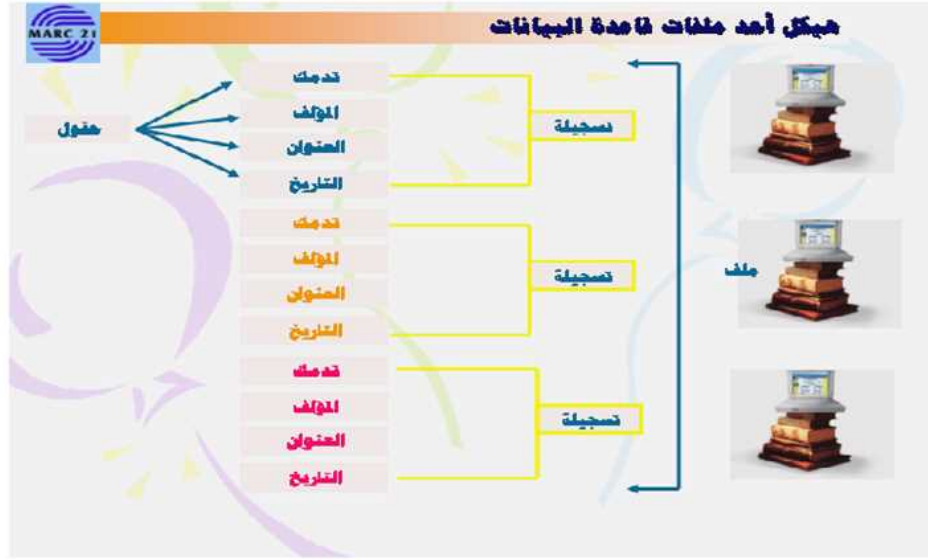 هيكل أحد ملفات قاعدة البيانات
MARC 21
ملف
تسجيلة
تدمك
المؤلف
العنوان
التاريخ
حقول
تسجيلة
تدمك
المؤلف
العنوان
التاريخ
تسجيلة
تدمك
المؤلف
العنوان
التاريخ